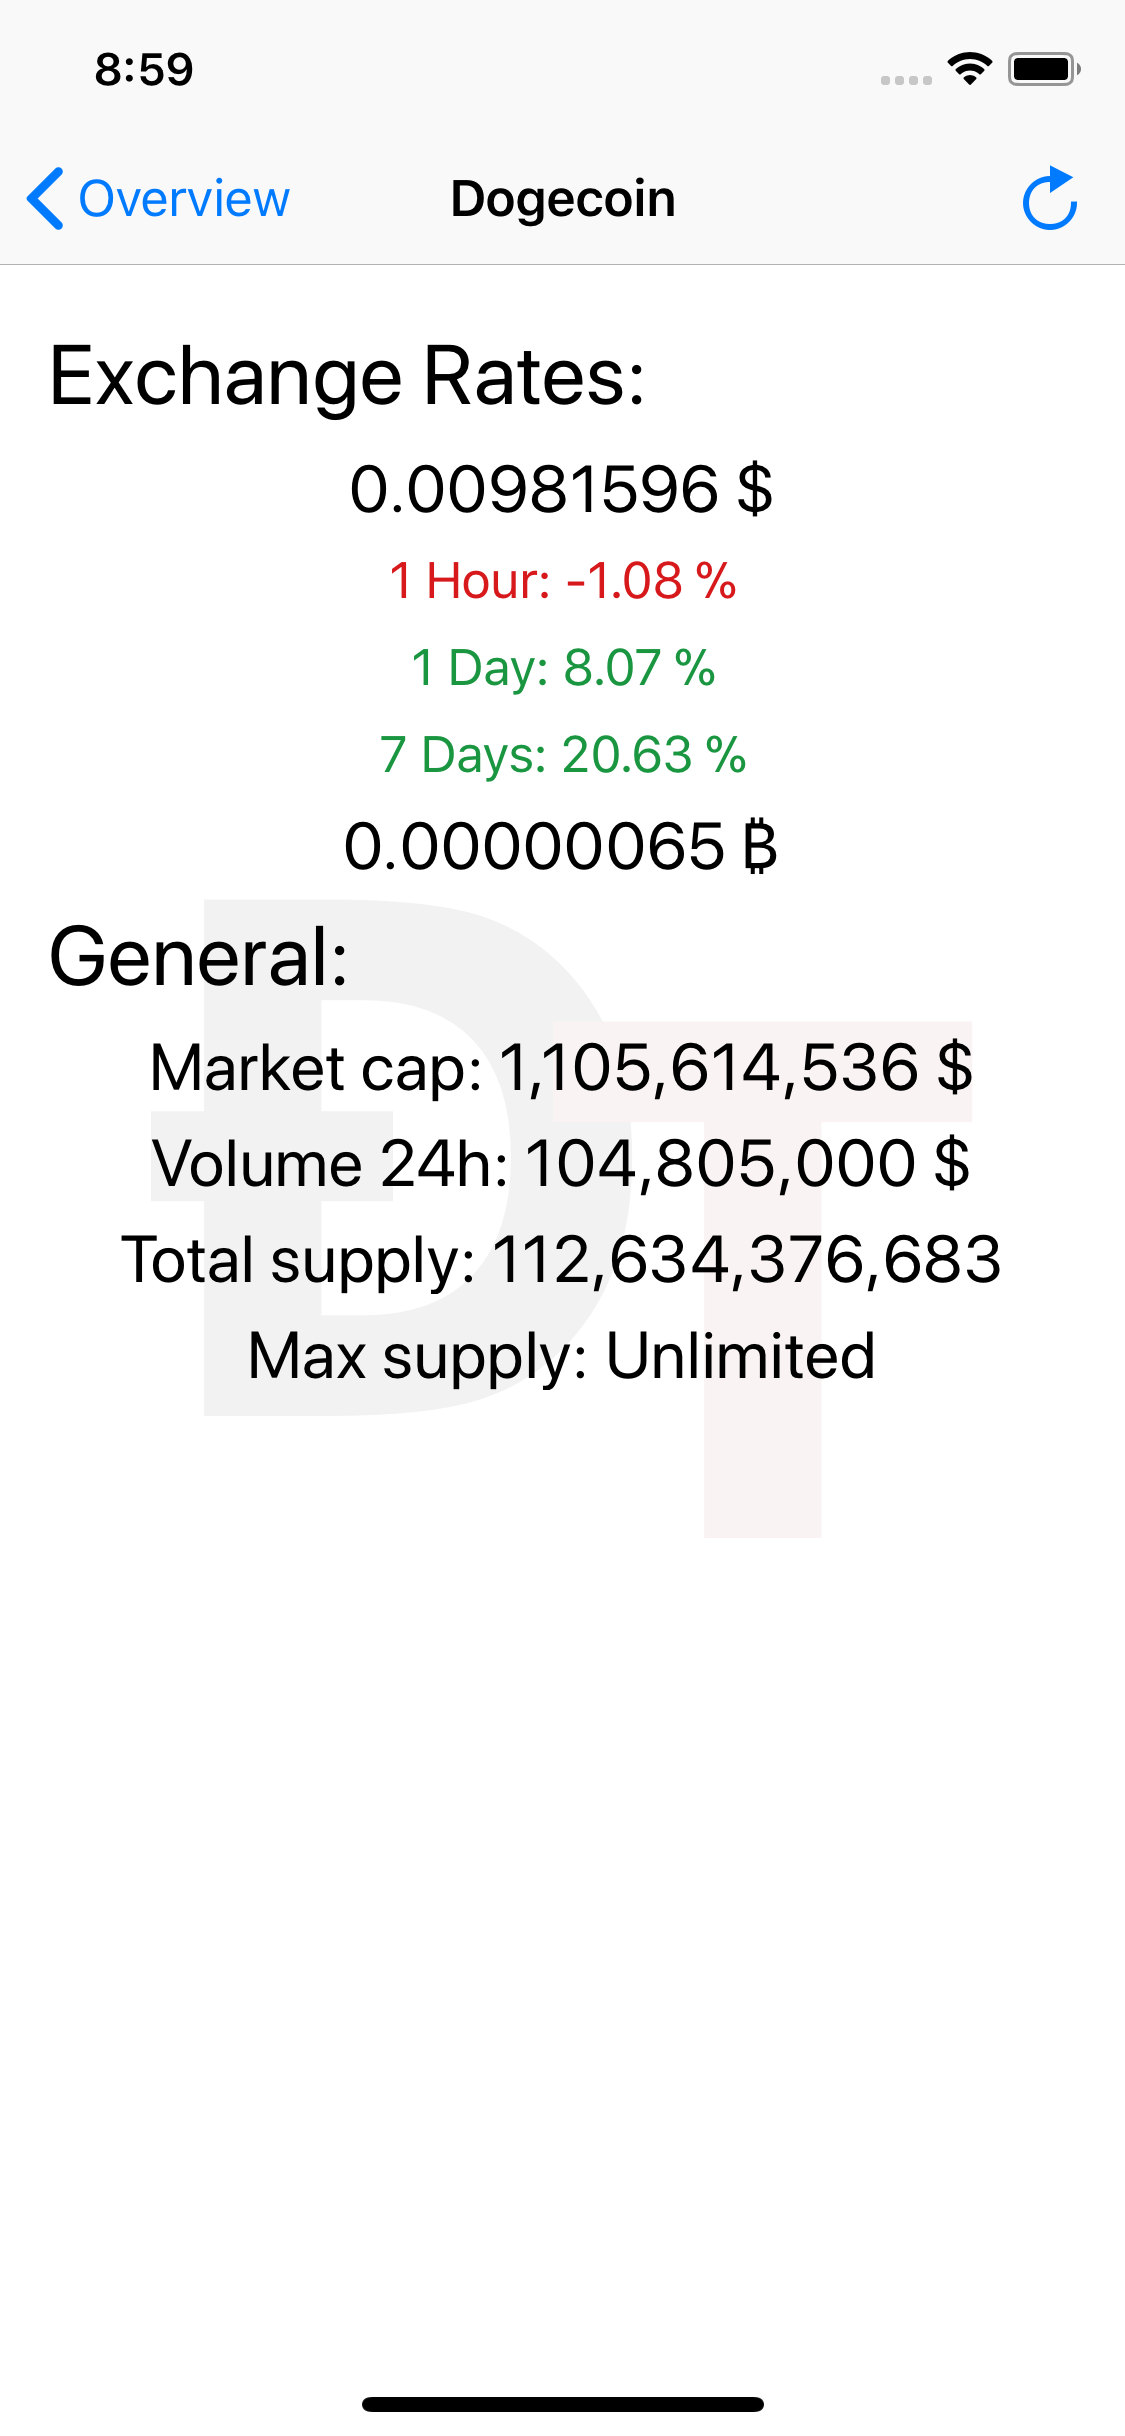 8:59
Overview
Dogecoin
Exchange Rates:
0.00981596 $
1 Hour: -1.08 %
1 Day: 8.07 %
7 Days: 20.63 %
0.00000065 ₿
General:
Market cap: 1,105,614,536 $
Volume 24h: 104,805,000 $
Total supply: 112,634,376,683
Max supply: Unlimited
ÐT